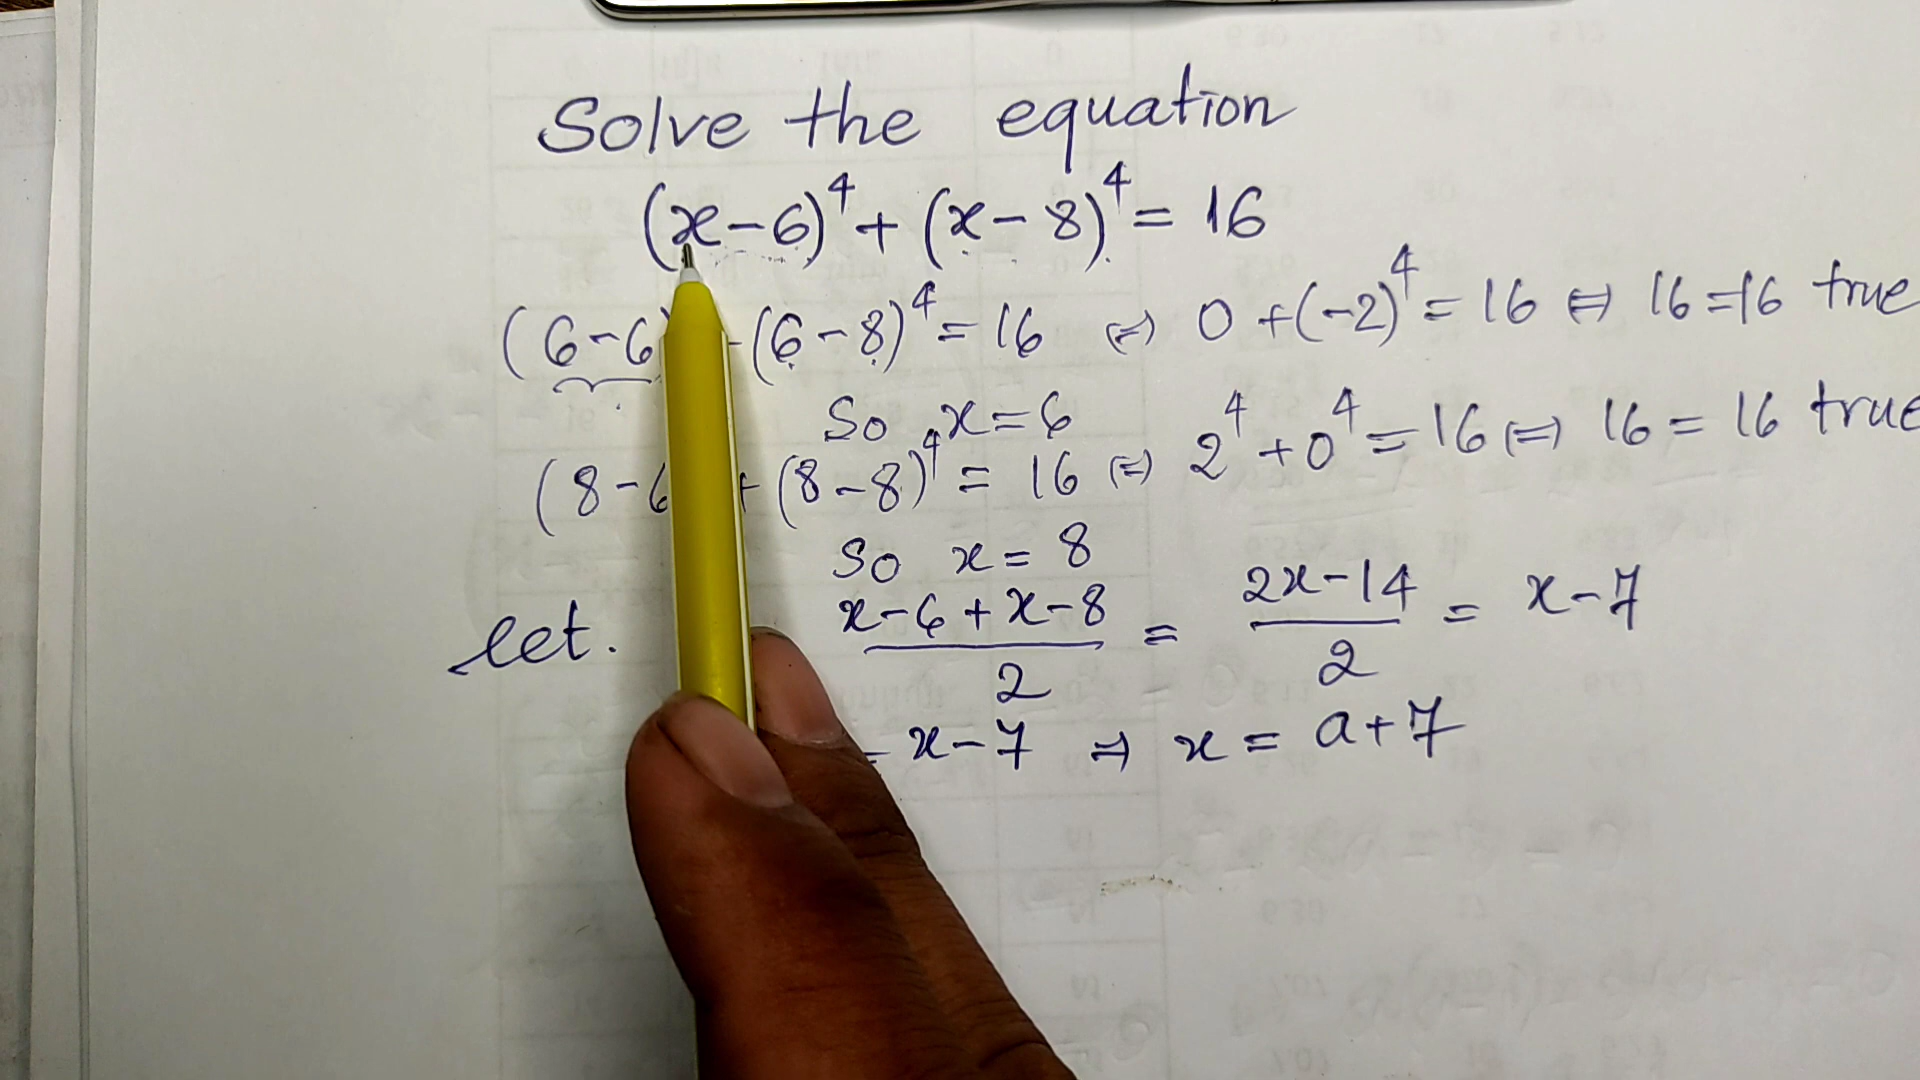 Solve the equation
(x-6)⁴+(x-8)⁴= 16
(6-6) (6-8)⁴= 16 ⇔ 0+(-2)⁴= 16 ⇔ 16=16 true
So x=6
(8-6 + (8-8)⁴= 16 ⇔ 2⁴+0⁴=16 ⇔ 16 = 16 true
So x= 8
let. x-6+x-8/2 = 2x-14/2 = x-7
= x-7 ⇒ x = a+7